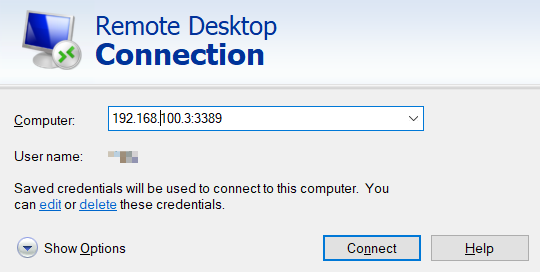 Remote Desktop
Connection
Computer: 192.168.100.3:3389
User name:
Saved credentials will be used to connect to this computer. You
can edit or delete these credentials.
Show Options Connect Help